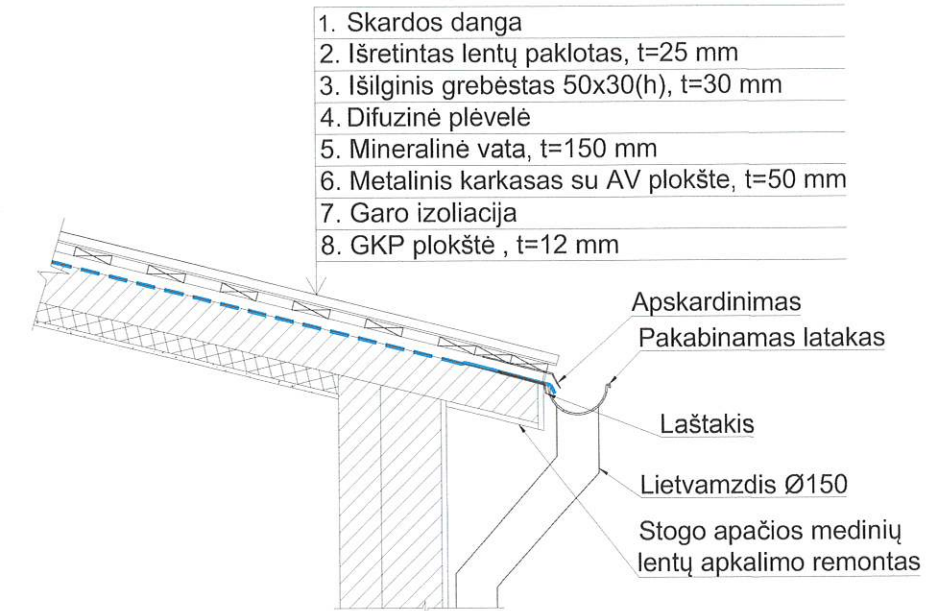 1. Skardos danga
2. Išretintas lentų paklotas, t=25 mm
3. Išilginis grebėstas 50x30(h), t=30 mm
4. Difuzinė plėvelė
5. Mineralinė vata, t=150 mm
6. Metalinis karkasas su AV plokšte, t=50 mm
7. Garo izoliacija
8. GKP plokštė , t=12 mm
Apskardinimas
Pakabinamas latakas
Laštakis
Lietvamzdis Ø150
Stogo apačios medinių
lentų apkalimo remontas